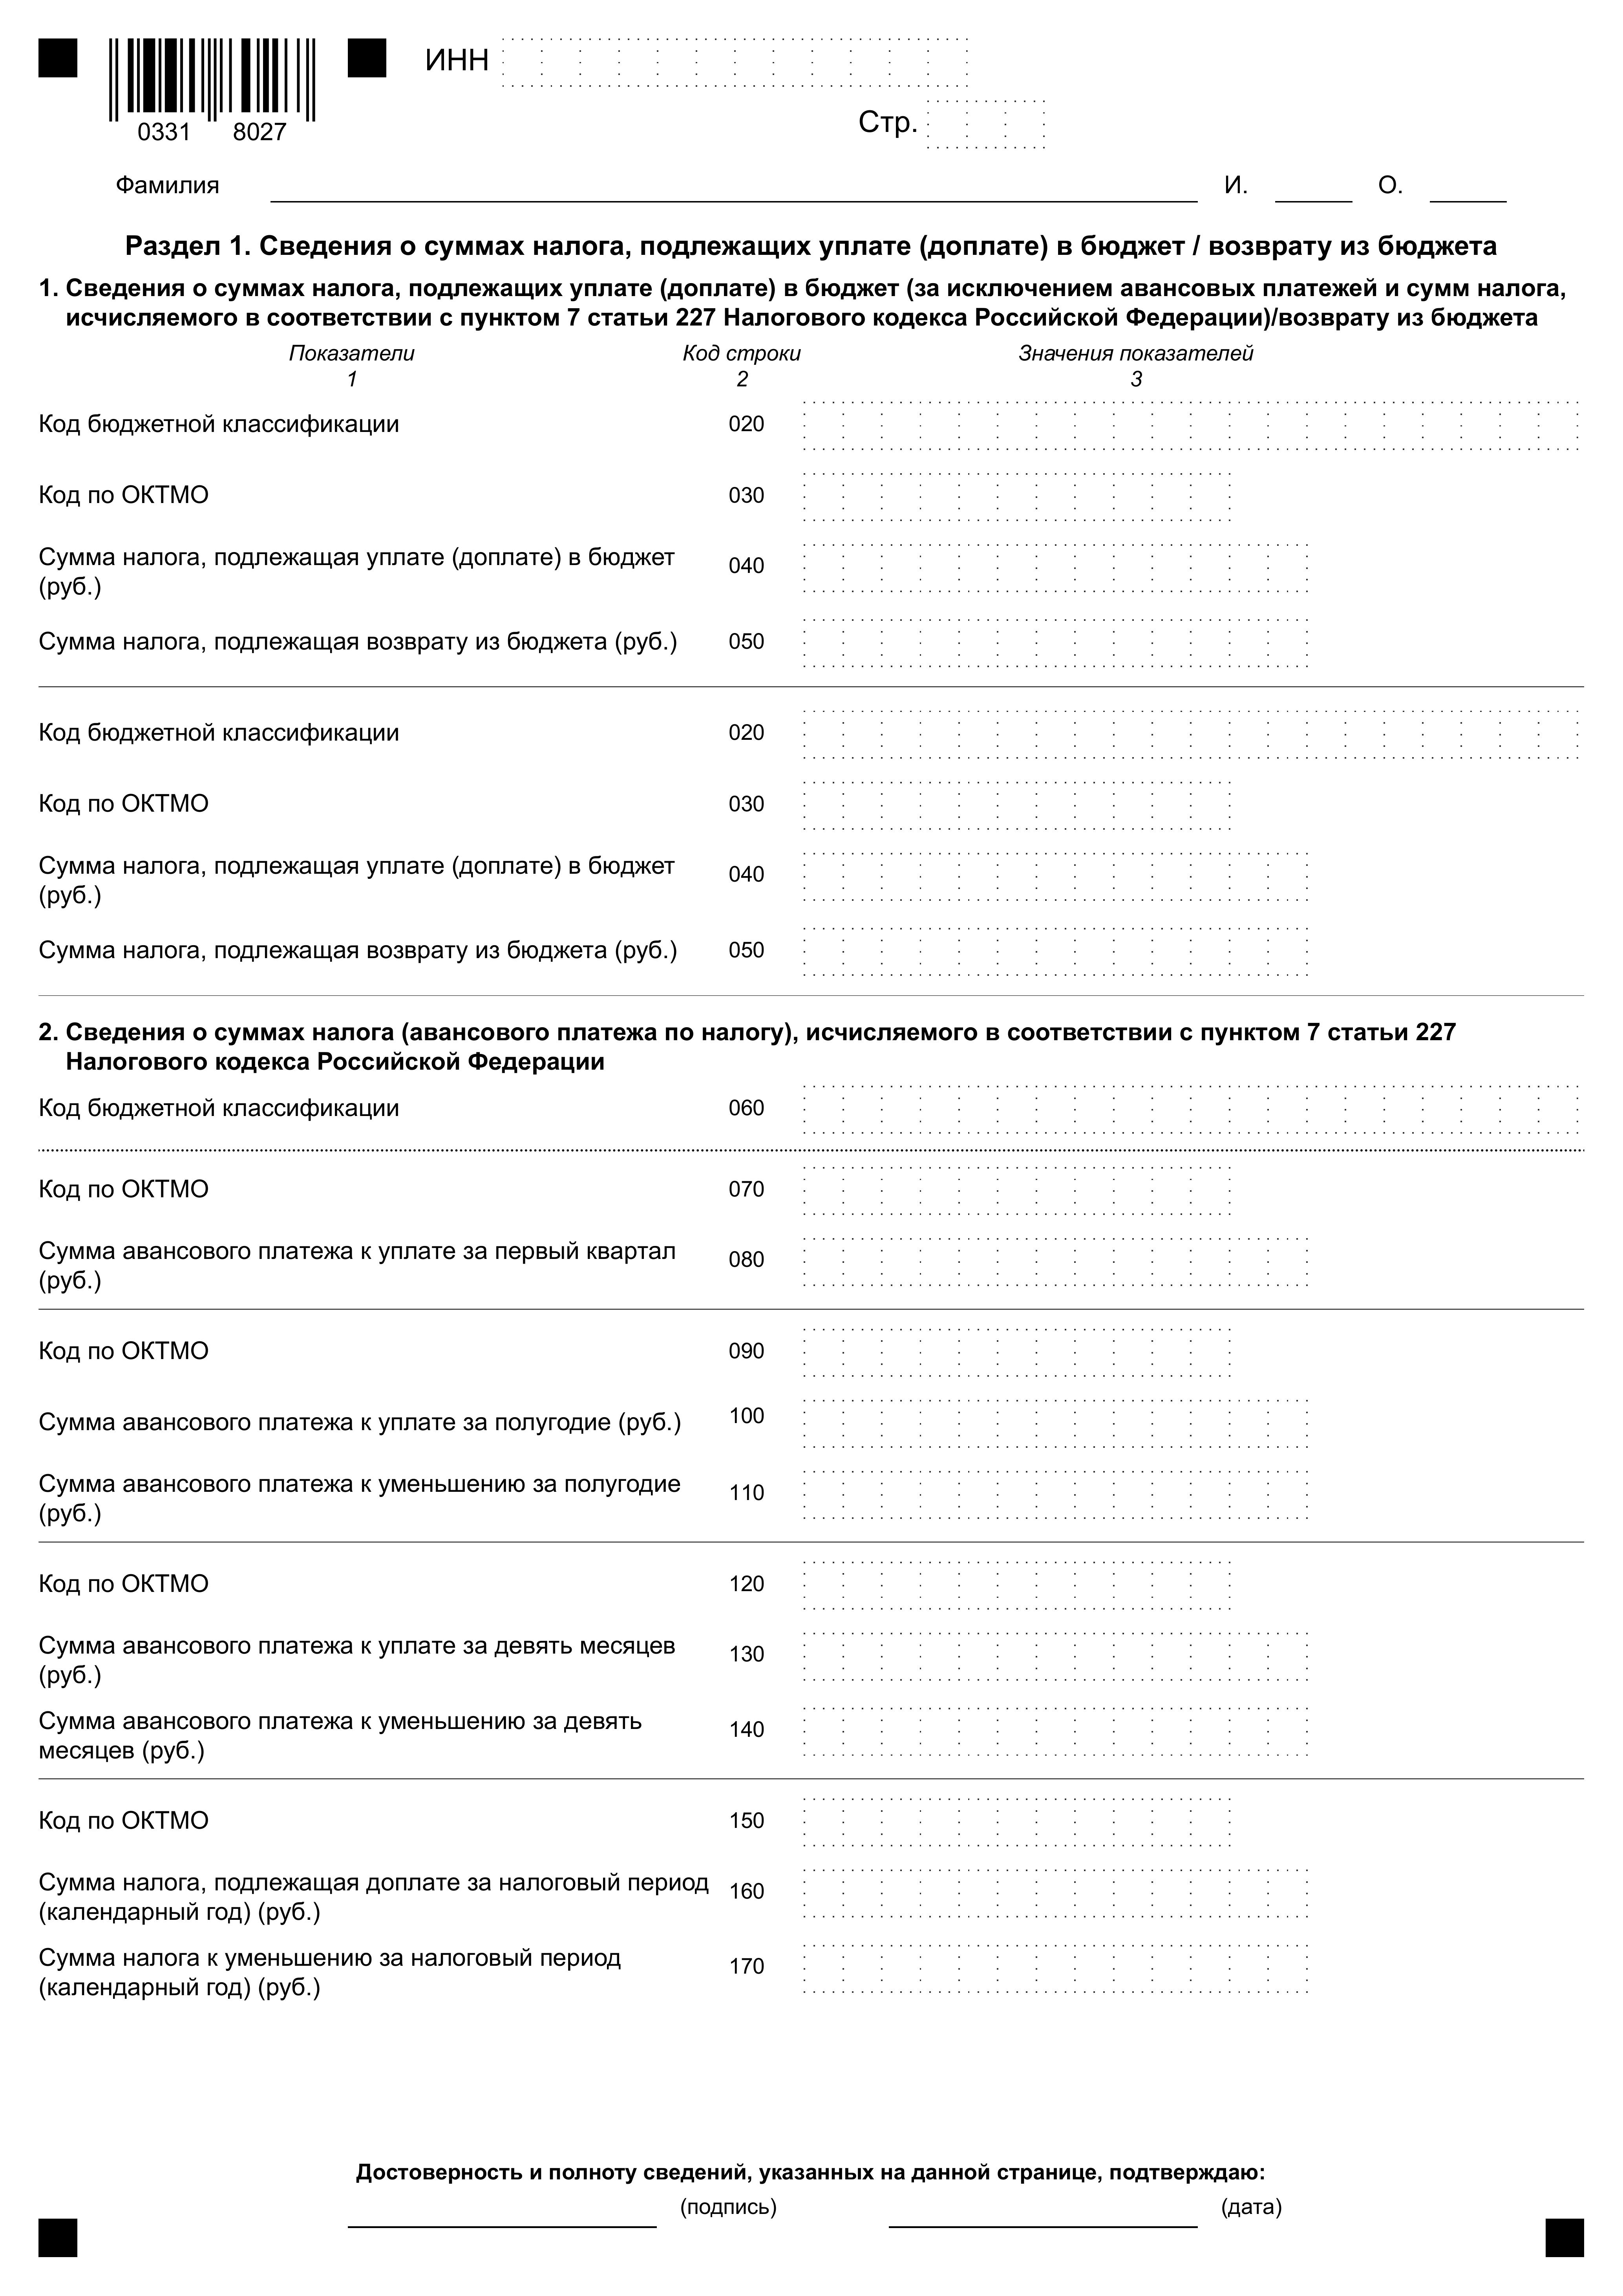 ИНН
0331 8027
Стр.
Фамилия И. О.
Раздел 1. Сведения о суммах налога, подлежащих уплате (доплате) в бюджет / возврату из бюджета
1. Сведения о суммах налога, подлежащих уплате (доплате) в бюджет (за исключением авансовых платежей и сумм налога,
исчисляемого в соответствии с пунктом 7 статьи 227 Налогового кодекса Российской Федерации)/возврату из бюджета
Показатели Код строки Значения показателей
1 2 3
Код бюджетной классификации 020
Код по ОКТМО 030
Сумма налога, подлежащая уплате (доплате) в бюджет 040
(руб.)
Сумма налога, подлежащая возврату из бюджета (руб.) 050
Код бюджетной классификации 020
Код по ОКТМО 030
Сумма налога, подлежащая уплате (доплате) в бюджет 040
(руб.)
Сумма налога, подлежащая возврату из бюджета (руб.) 050
2. Сведения о суммах налога (авансового платежа по налогу), исчисляемого в соответствии с пунктом 7 статьи 227
Налогового кодекса Российской Федерации
Код бюджетной классификации 060
Код по ОКТМО 070
Сумма авансового платежа к уплате за первый квартал 080
(руб.)
Код по ОКТМО 090
Сумма авансового платежа к уплате за полугодие (руб.) 100
Сумма авансового платежа к уменьшению за полугодие 110
(руб.)
Код по ОКТМО 120
Сумма авансового платежа к уплате за девять месяцев 130
(руб.)
Сумма авансового платежа к уменьшению за девять 140
месяцев (руб.)
Код по ОКТМО 150
Сумма налога, подлежащая доплате за налоговый период 160
(календарный год) (руб.)
Сумма налога к уменьшению за налоговый период 170
(календарный год) (руб.)
Достоверность и полноту сведений, указанных на данной странице, подтверждаю:
(подпись) (дата)